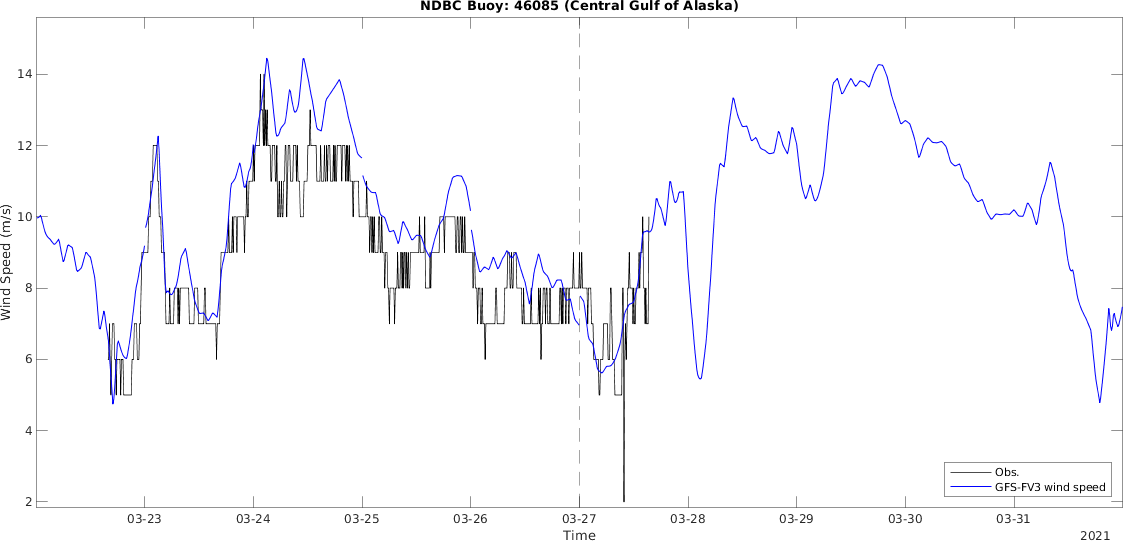 NDBC Buoy: 46085 (Central Gulf of Alaska)
Wind Speed (m/s)
14
12
10
8
6
4
2
03-23 03-24 03-25 03-26 03-27 03-28 03-29 03-30 03-31
Time
2021
Obs.
GFS-FV3 wind speed